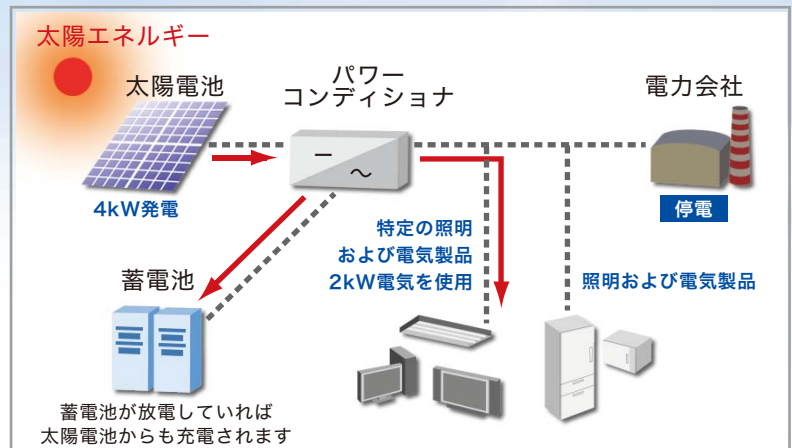 太陽エネルギー
太陽電池
パワー
コンディショナ
電力会社
4kW発電
停電
特定の照明
および電気製品
2kW電気を使用
照明および電気製品
蓄電池
蓄電池が放電していれば
太陽電池からも充電されます